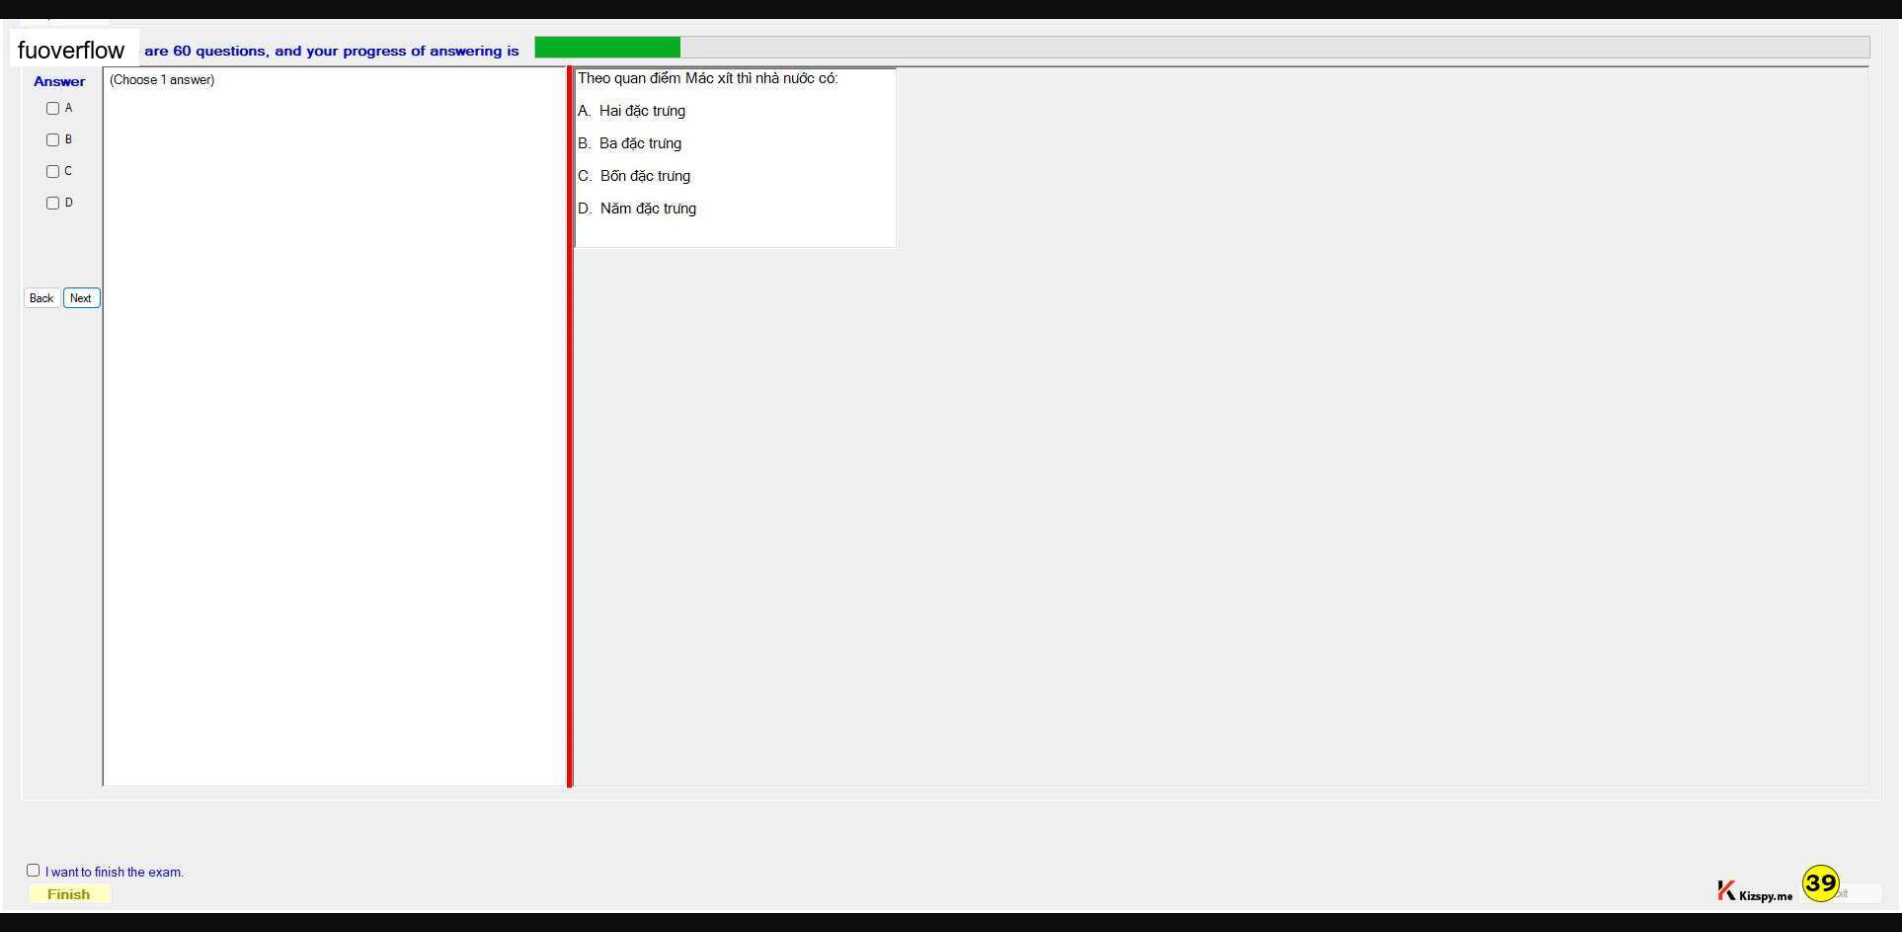 fuoverflow are 60 questions, and your progress of answering is
Answer
(Choose 1 answer)
A
B
C
D
Back Next
Theo quan điểm Mác xít thì nhà nước có:
A. Hai đặc trưng
B. Ba đặc trưng
C. Bốn đặc trưng
D. Năm đặc trưng
I want to finish the exam.
Finish
Kizspy.me
39